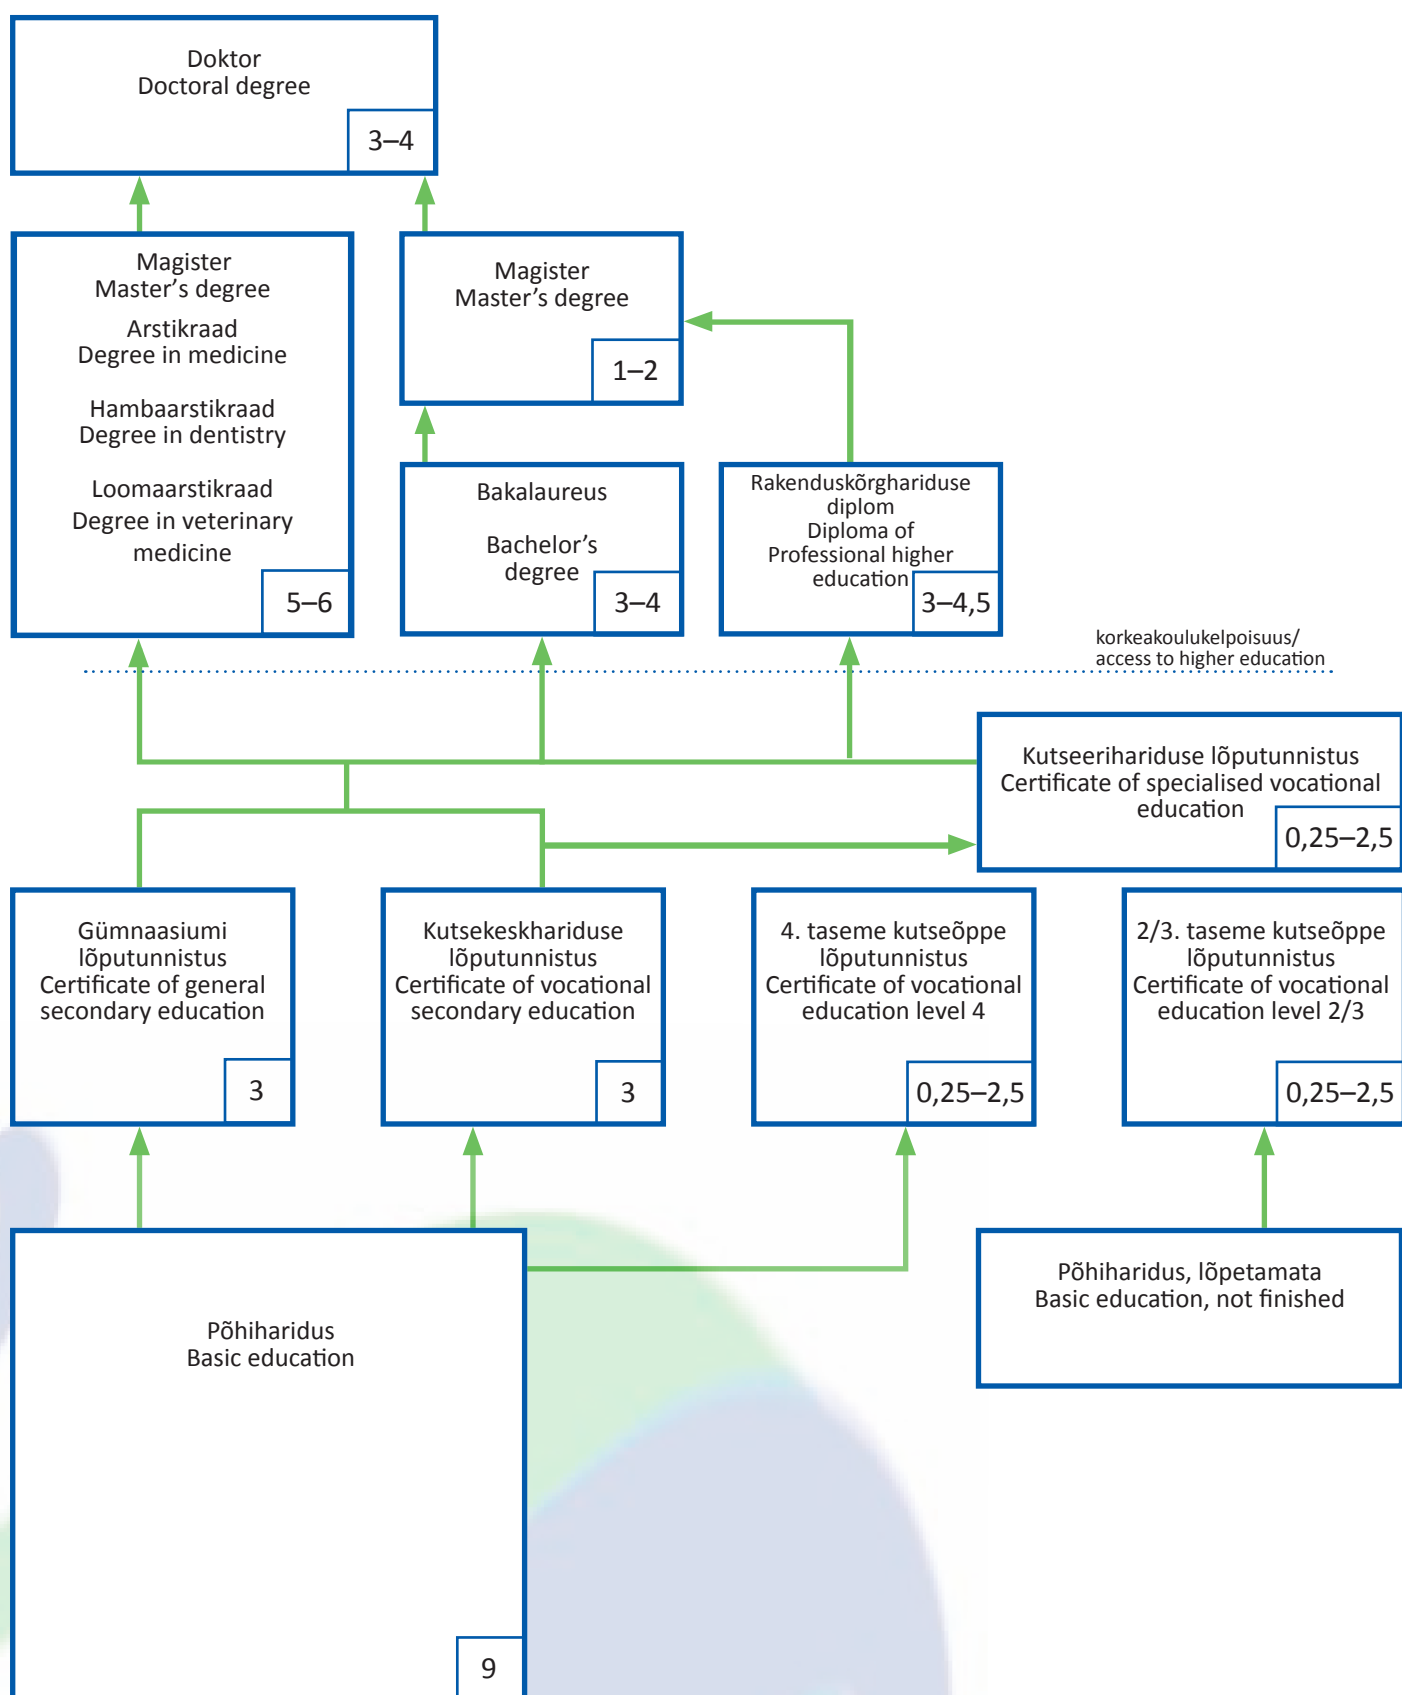 Doktor
Doctoral degree
3–4
Magister
Master's degree
Arstikraad
Degree in medicine
Hambaarstikraad
Degree in dentistry
Loomaarstikraad
Degree in veterinary
medicine
5–6
Magister
Master's degree
1–2
Bakalaureus
Bachelor's
degree
3–4
Rakenduskõrghariduse
diplom
Diploma of
Professional higher
education
3–4,5
korkeakoulukelpoisuus/
access to higher education
Kutseerihariduse lõputunnistus
Certificate of specialised vocational
education
0,25–2,5
Gümnaasiumi
lõputunnistus
Certificate of general
secondary education
3
Kutsekeskhariduse
lõputunnistus
Certificate of vocational
secondary education
3
4. taseme kutseõppe
lõputunnistus
Certificate of vocational
education level 4
0,25–2,5
2/3. taseme kutseõppe
lõputunnistus
Certificate of vocational
education level 2/3
0,25–2,5
Põhiharidus
Basic education
9
Põhiharidus, lõpetamata
Basic education, not finished